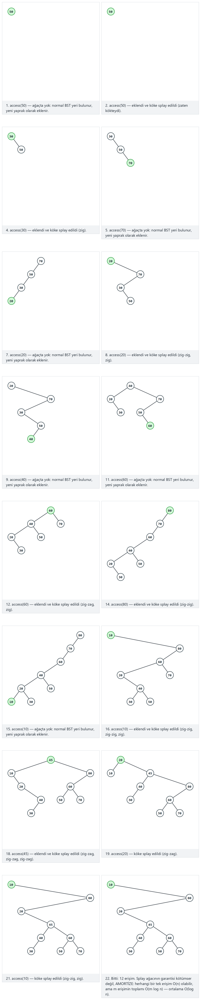 50
50
1. access(50) — ağaçta yok: normal BST yeri bulunur,
yeni yaprak olarak eklenir.
2. access(50) — eklendi ve köke splay edildi (zaten
kökteydi).
30
50
30
50
70
4. access(30) — eklendi ve köke splay edildi (zig).
5. access(70) — ağaçta yok: normal BST yeri bulunur,
yeni yaprak olarak eklenir.
70
50
30
20
20
70
30
50
7. access(20) — ağaçta yok: normal BST yeri bulunur,
yeni yaprak olarak eklenir.
8. access(20) — eklendi ve köke splay edildi (zig-zig,
zig).
20
70
30
50
40
40
20 70
30 50
60
9. access(40) — ağaçta yok: normal BST yeri bulunur,
yeni yaprak olarak eklenir.
11. access(60) — ağaçta yok: normal BST yeri bulunur,
yeni yaprak olarak eklenir.
60
40 70
20 50
30
80
70
60
40
20 50
30
12. access(60) — eklendi ve köke splay edildi (zig-zag,
zig).
14. access(80) — eklendi ve köke splay edildi (zig-zig).
80
70
60
40
20 50
10 30
10
80
60
20 70
40
30 50
15. access(10) — ağaçta yok: normal BST yeri bulunur,
yeni yaprak olarak eklenir.
16. access(10) — eklendi ve köke splay edildi (zig-zig,
zig-zig, zig).
45
10 80
20 60
40 50 70
30
20
10 45
40 80
30 60
50 70
18. access(45) — eklendi ve köke splay edildi (zig-zag,
zig-zag, zig-zag).
19. access(20) — köke splay edildi (zig-zag).
10
80
20
45
40 60
30 50 70
10
80
20
45
40 60
30 50 70
21. access(10) — köke splay edildi (zig-zig, zig).
22. Bitti: 12 erişim. Splay ağacının garantisi kötümser
değil, AMORTİZE: herhangi bir tek erişim O(n) olabilir,
ama m erişimin toplamı O(m log n) — ortalama O(log
n).